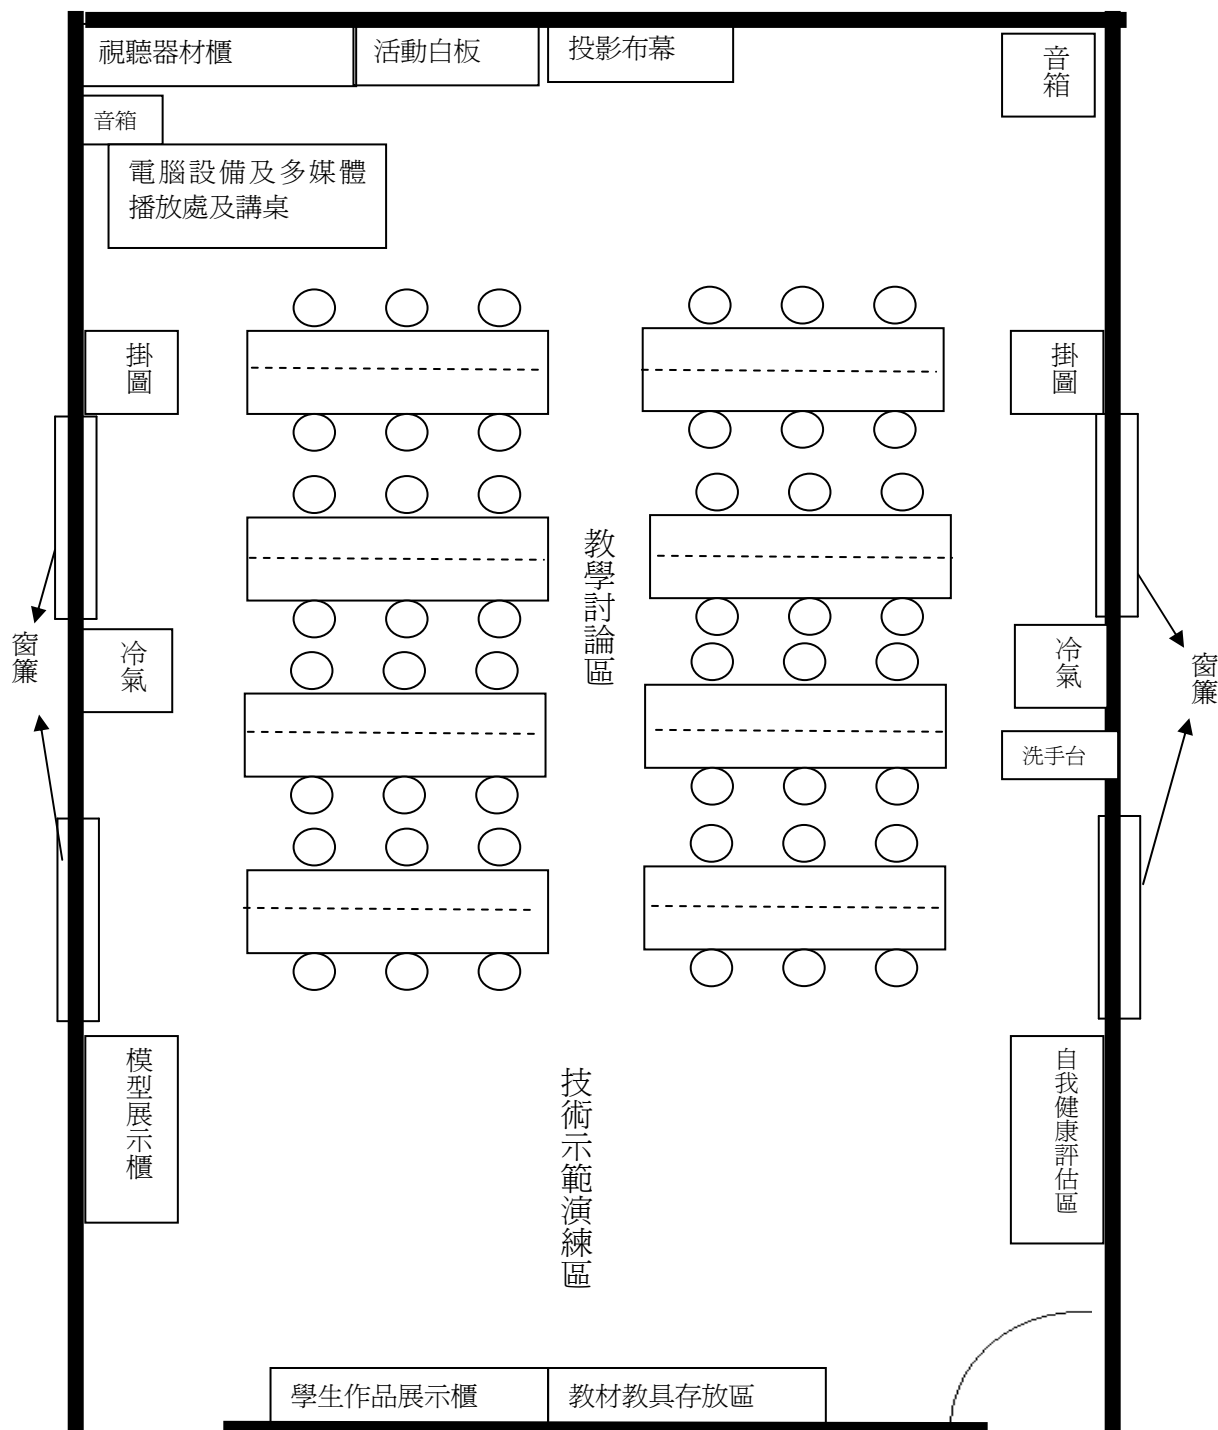 視聽器材櫃
活動白板
投影布幕
音箱
音箱
電腦設備及多媒體
播放處及講桌
掛圖
掛圖
教學討論區
窗簾
冷氣
冷氣
窗簾
洗手台
模型展示櫃
技術示範演練區
自我健康評估區
學生作品展示櫃
教材教具存放區